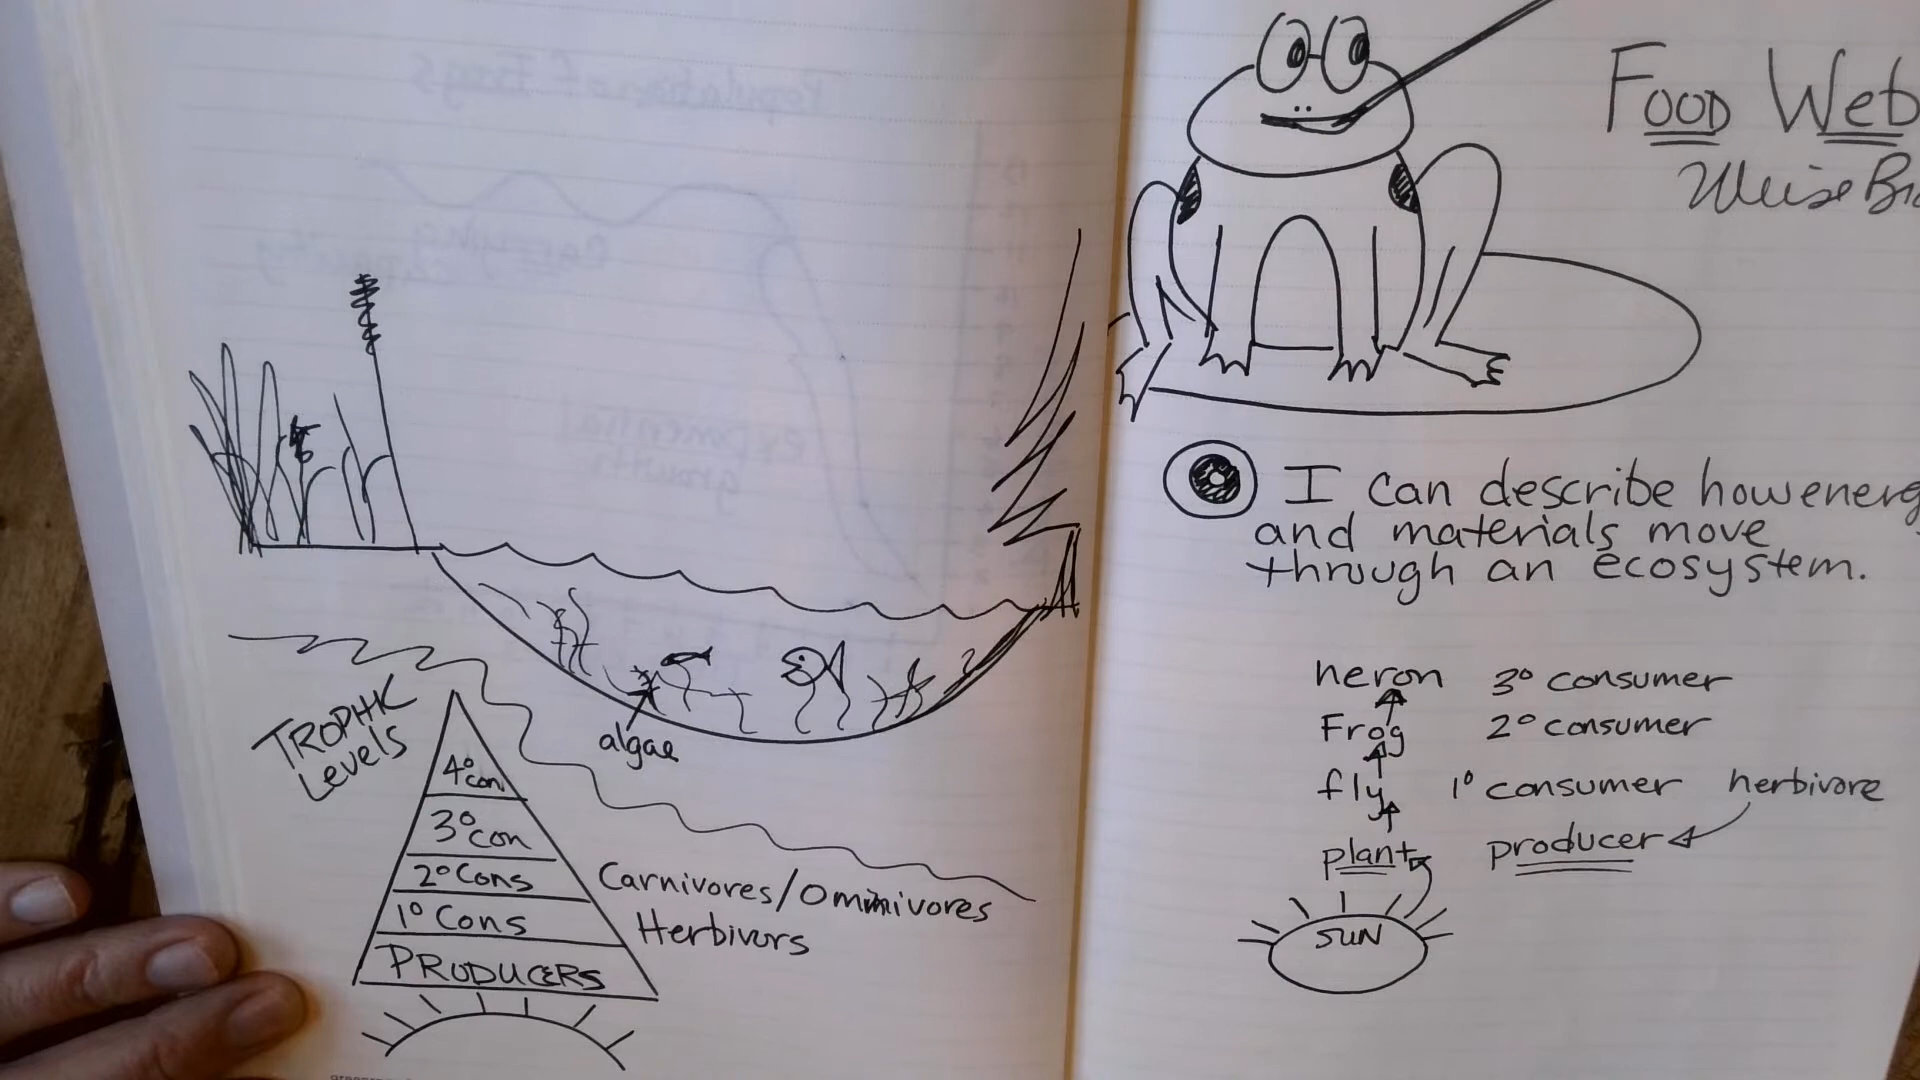 TROPHIC
Levels
4° con
3° con
2° Cons
1° Cons
PRODUCERS
Carnivores/Omnivores
Herbivors
algae
Food Web
I can describe how energ
and materials move
through an ecosystem.
heron 3° consumer
Frog 2° consumer
fly 1° consumer herbivore
plant producer
SUN